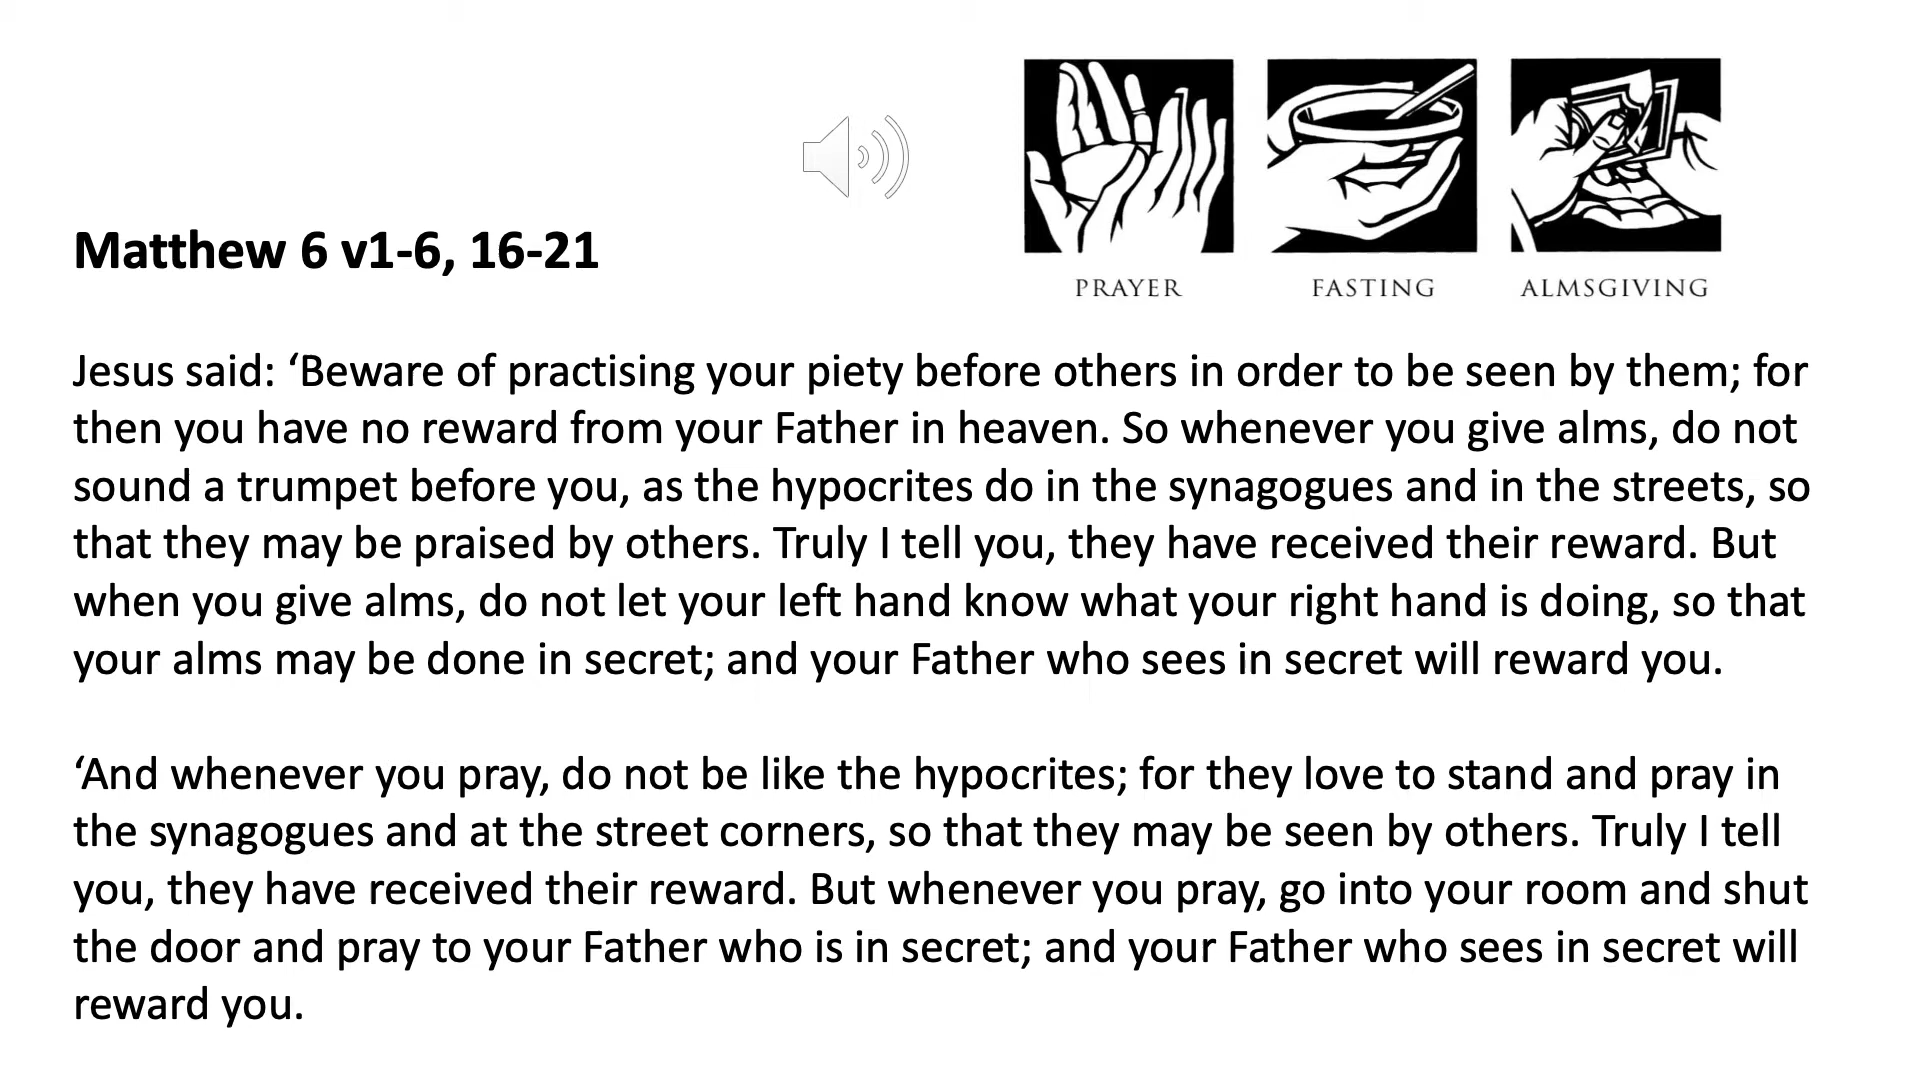 PRAYER FASTING ALMSGIVING
Matthew 6 v1-6, 16-21
Jesus said: ‘Beware of practising your piety before others in order to be seen by them; for
then you have no reward from your Father in heaven. So whenever you give alms, do not
sound a trumpet before you, as the hypocrites do in the synagogues and in the streets, so
that they may be praised by others. Truly I tell you, they have received their reward. But
when you give alms, do not let your left hand know what your right hand is doing, so that
your alms may be done in secret; and your Father who sees in secret will reward you.
‘And whenever you pray, do not be like the hypocrites; for they love to stand and pray in
the synagogues and at the street corners, so that they may be seen by others. Truly I tell
you, they have received their reward. But whenever you pray, go into your room and shut
the door and pray to your Father who is in secret; and your Father who sees in secret will
reward you.